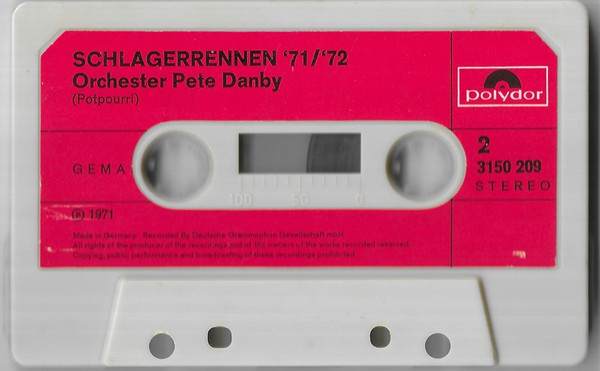 SCHLAGERRENNEN '71/'72
Orchester Pete Danby
(Potpourri)
polydor
GEMA
2
3150 209
STEREO
100 50 0
℗ 1971
Made in Germany · Recorded By Deutsche Grammophon Gesellschaft mbH
All rights of the producer of the recordings and of the owners of the works recorded reserved.
Copying, public performance and broadcasting of these recordings prohibited.